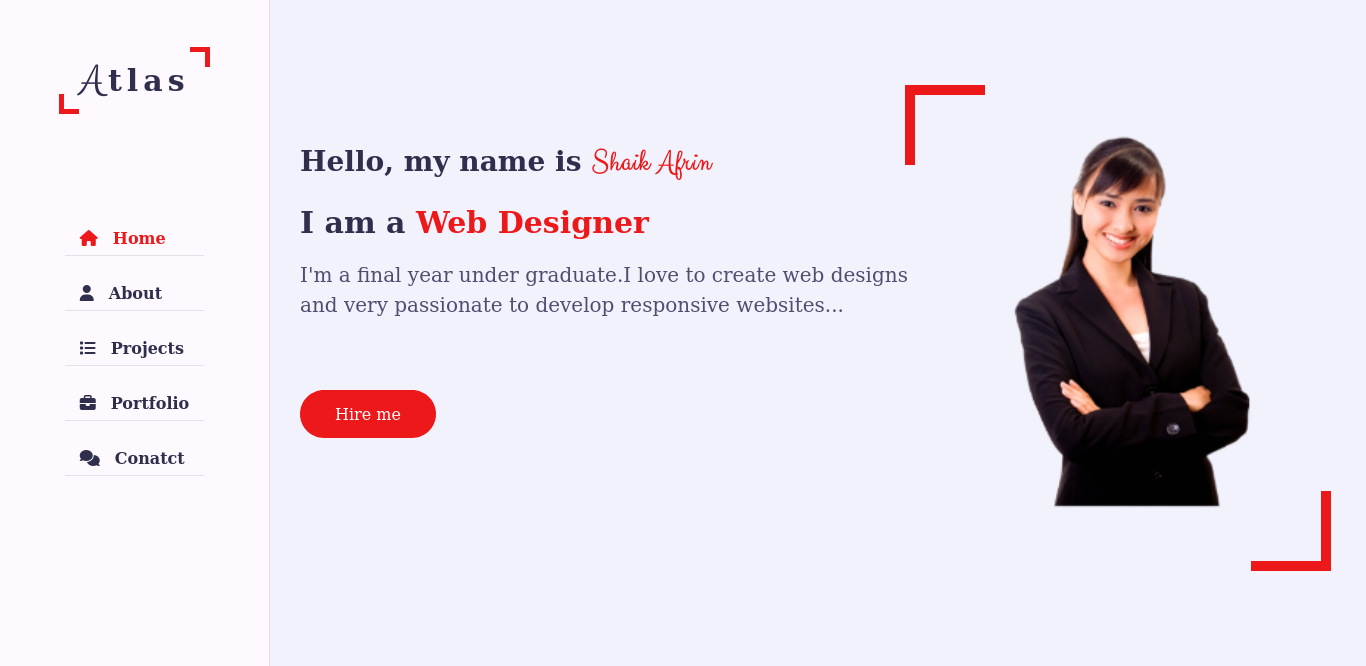 Atlas
Home
About
Projects
Portfolio
Conatct
Hello, my name is Shaik Afrin
I am a Web Designer
I'm a final year under graduate.I love to create web designs
and very passionate to develop responsive websites...
Hire me